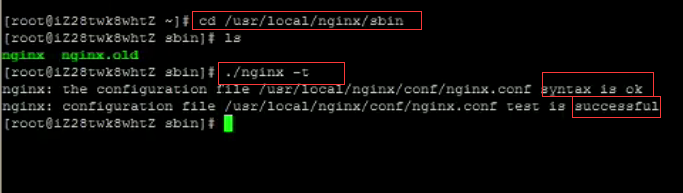 [root@iZ28twk8whtZ ~]# cd /usr/local/nginx/sbin
[root@iZ28twk8whtZ sbin]# ls
nginx  nginx.old
[root@iZ28twk8whtZ sbin]# ./nginx -t
nginx: the configuration file /usr/local/nginx/conf/nginx.conf syntax is ok
nginx: configuration file /usr/local/nginx/conf/nginx.conf test is successful
[root@iZ28twk8whtZ sbin]#